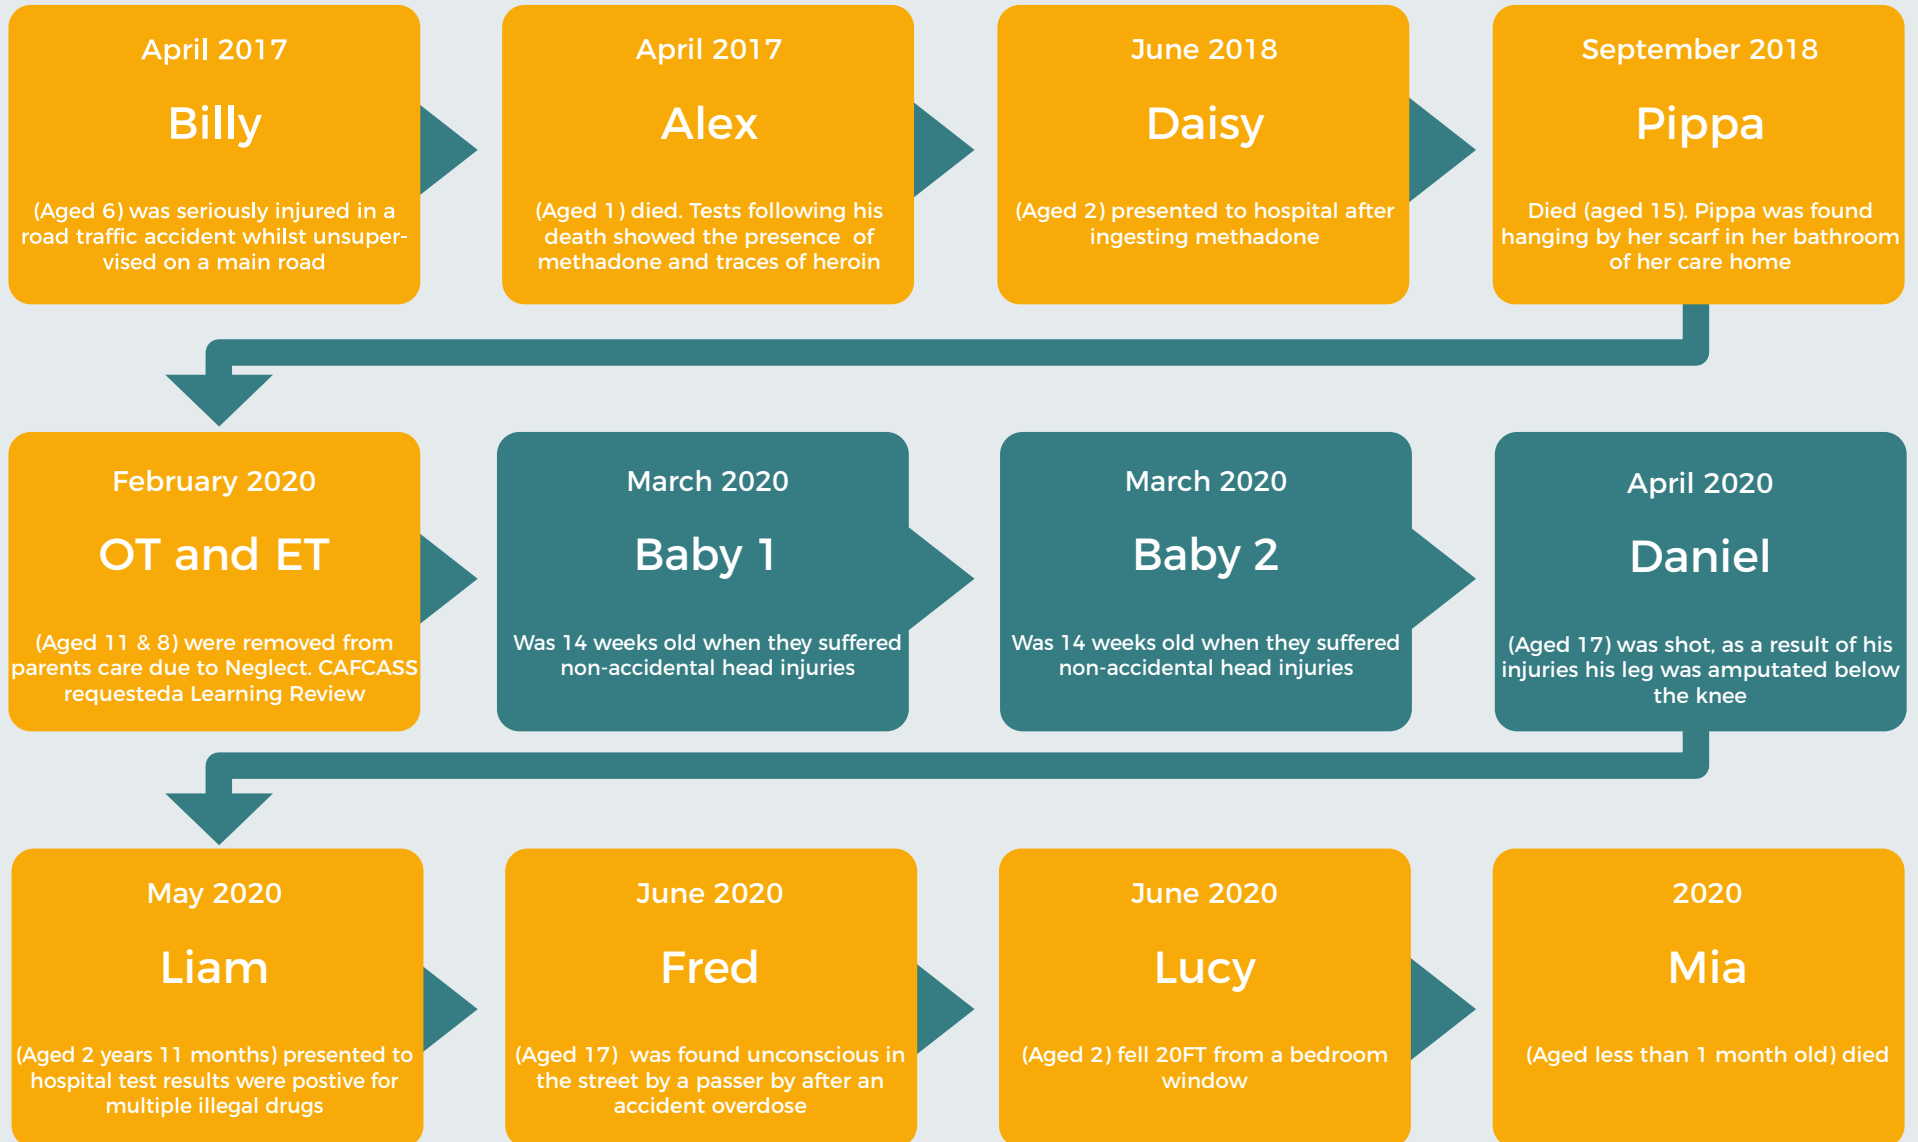 April 2017
Billy
(Aged 6) was seriously injured in a
road traffic accident whilst unsuper-
vised on a main road
April 2017
Alex
(Aged 1) died. Tests following his
death showed the presence of
methadone and traces of heroin
June 2018
Daisy
(Aged 2) presented to hospital after
ingesting methadone
September 2018
Pippa
Died (aged 15). Pippa was found
hanging by her scarf in her bathroom
of her care home
February 2020
OT and ET
(Aged 11 & 8) were removed from
parents care due to Neglect. CAFCASS
requesteda Learning Review
March 2020
Baby 1
Was 14 weeks old when they suffered
non-accidental head injuries
March 2020
Baby 2
Was 14 weeks old when they suffered
non-accidental head injuries
April 2020
Daniel
(Aged 17) was shot, as a result of his
injuries his leg was amputated below
the knee
May 2020
Liam
(Aged 2 years 11 months) presented to
hospital test results were postive for
multiple illegal drugs
June 2020
Fred
(Aged 17) was found unconscious in
the street by a passer by after an
accident overdose
June 2020
Lucy
(Aged 2) fell 20FT from a bedroom
window
2020
Mia
(Aged less than 1 month old) died